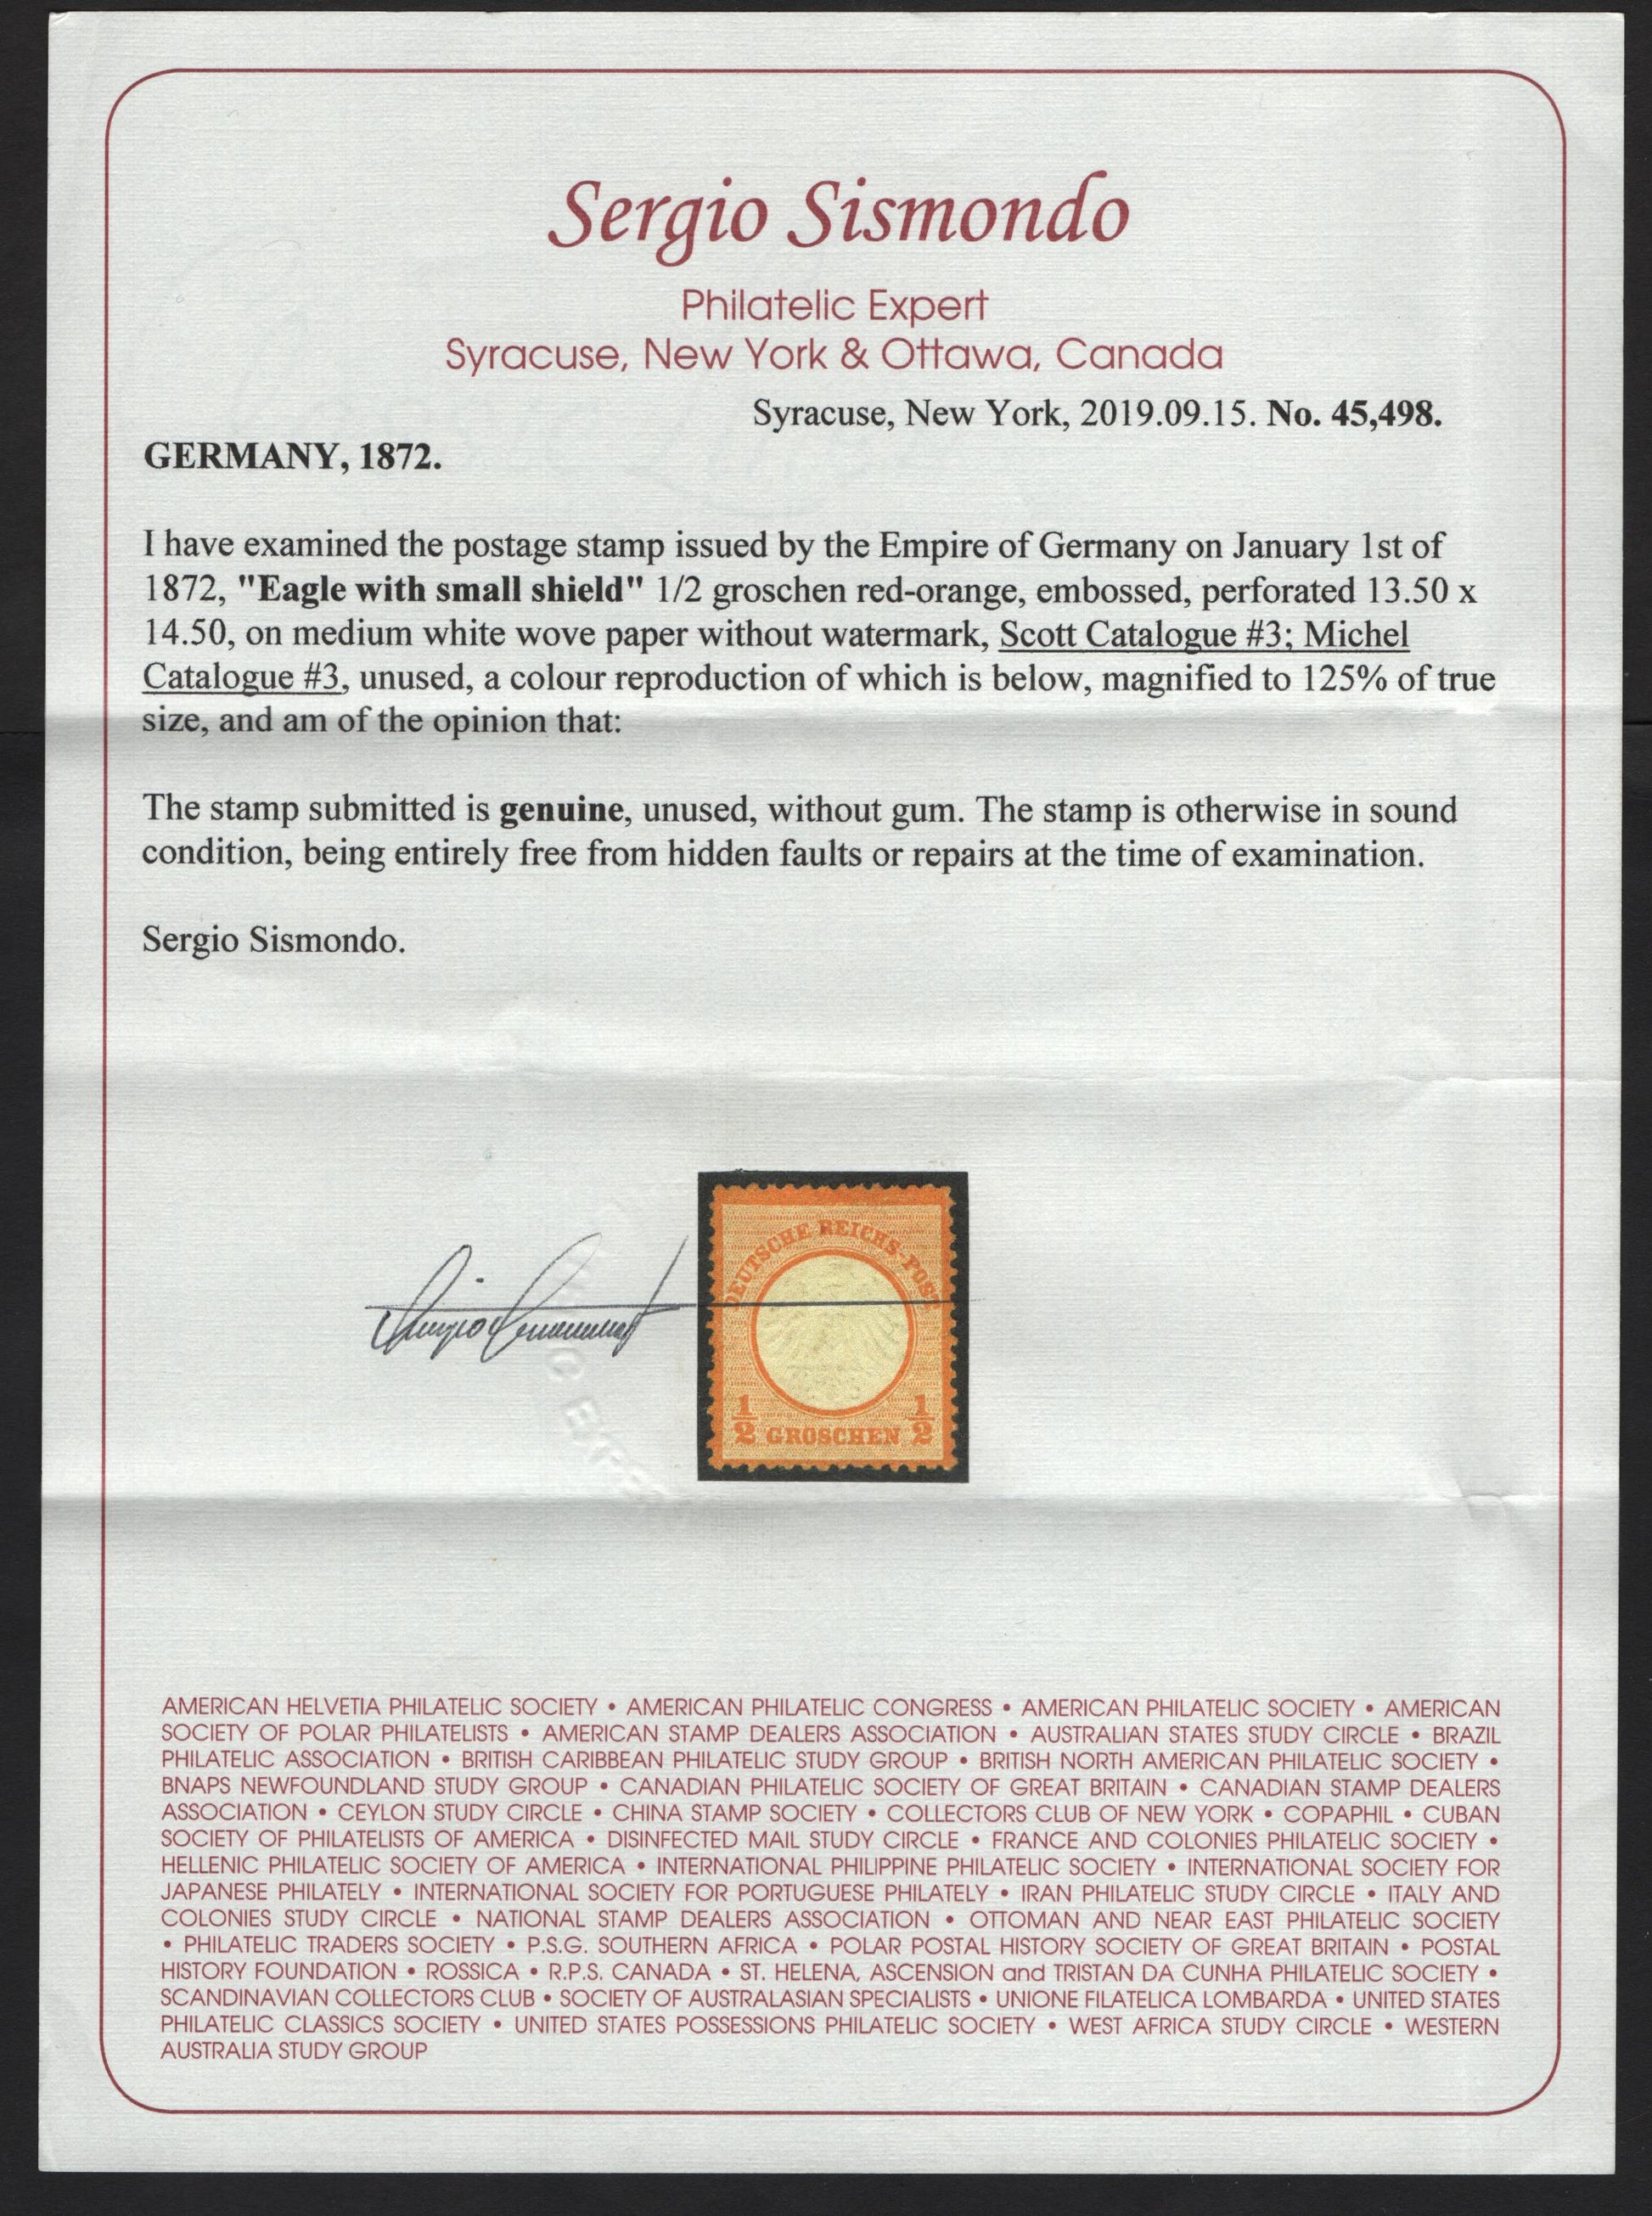 Sergio Sismondo
Philatelic Expert
Syracuse, New York & Ottawa, Canada
Syracuse, New York, 2019.09.15. No. 45,498.
GERMANY, 1872.
I have examined the postage stamp issued by the Empire of Germany on January 1st of
1872, "Eagle with small shield" 1/2 groschen red-orange, embossed, perforated 13.50 x
14.50, on medium white wove paper without watermark, Scott Catalogue #3; Michel
Catalogue #3, unused, a colour reproduction of which is below, magnified to 125% of true
size, and am of the opinion that:
The stamp submitted is genuine, unused, without gum. The stamp is otherwise in sound
condition, being entirely free from hidden faults or repairs at the time of examination.
Sergio Sismondo.
DEUTSCHE REICHS-POST
1/2 GROSCHEN 1/2
AMERICAN HELVETIA PHILATELIC SOCIETY • AMERICAN PHILATELIC CONGRESS • AMERICAN PHILATELIC SOCIETY • AMERICAN
SOCIETY OF POLAR PHILATELISTS • AMERICAN STAMP DEALERS ASSOCIATION • AUSTRALIAN STATES STUDY CIRCLE • BRAZIL
PHILATELIC ASSOCIATION • BRITISH CARIBBEAN PHILATELIC STUDY GROUP • BRITISH NORTH AMERICAN PHILATELIC SOCIETY •
BNAPS NEWFOUNDLAND STUDY GROUP • CANADIAN PHILATELIC SOCIETY OF GREAT BRITAIN • CANADIAN STAMP DEALERS
ASSOCIATION • CEYLON STUDY CIRCLE • CHINA STAMP SOCIETY • COLLECTORS CLUB OF NEW YORK • COPAPHIL • CUBAN
SOCIETY OF PHILATELISTS OF AMERICA • DISINFECTED MAIL STUDY CIRCLE • FRANCE AND COLONIES PHILATELIC SOCIETY •
HELLENIC PHILATELIC SOCIETY OF AMERICA • INTERNATIONAL PHILIPPINE PHILATELIC SOCIETY • INTERNATIONAL SOCIETY FOR
JAPANESE PHILATELY • INTERNATIONAL SOCIETY FOR PORTUGUESE PHILATELY • IRAN PHILATELIC STUDY CIRCLE • ITALY AND
COLONIES STUDY CIRCLE • NATIONAL STAMP DEALERS ASSOCIATION • OTTOMAN AND NEAR EAST PHILATELIC SOCIETY
• PHILATELIC TRADERS SOCIETY • P.S.G. SOUTHERN AFRICA • POLAR POSTAL HISTORY SOCIETY OF GREAT BRITAIN • POSTAL
HISTORY FOUNDATION • ROSSICA • R.P.S. CANADA • ST. HELENA, ASCENSION and TRISTAN DA CUNHA PHILATELIC SOCIETY •
SCANDINAVIAN COLLECTORS CLUB • SOCIETY OF AUSTRALASIAN SPECIALISTS • UNIONE FILATELICA LOMBARDA • UNITED STATES
PHILATELIC CLASSICS SOCIETY • UNITED STATES POSSESSIONS PHILATELIC SOCIETY • WEST AFRICA STUDY CIRCLE • WESTERN
AUSTRALIA STUDY GROUP